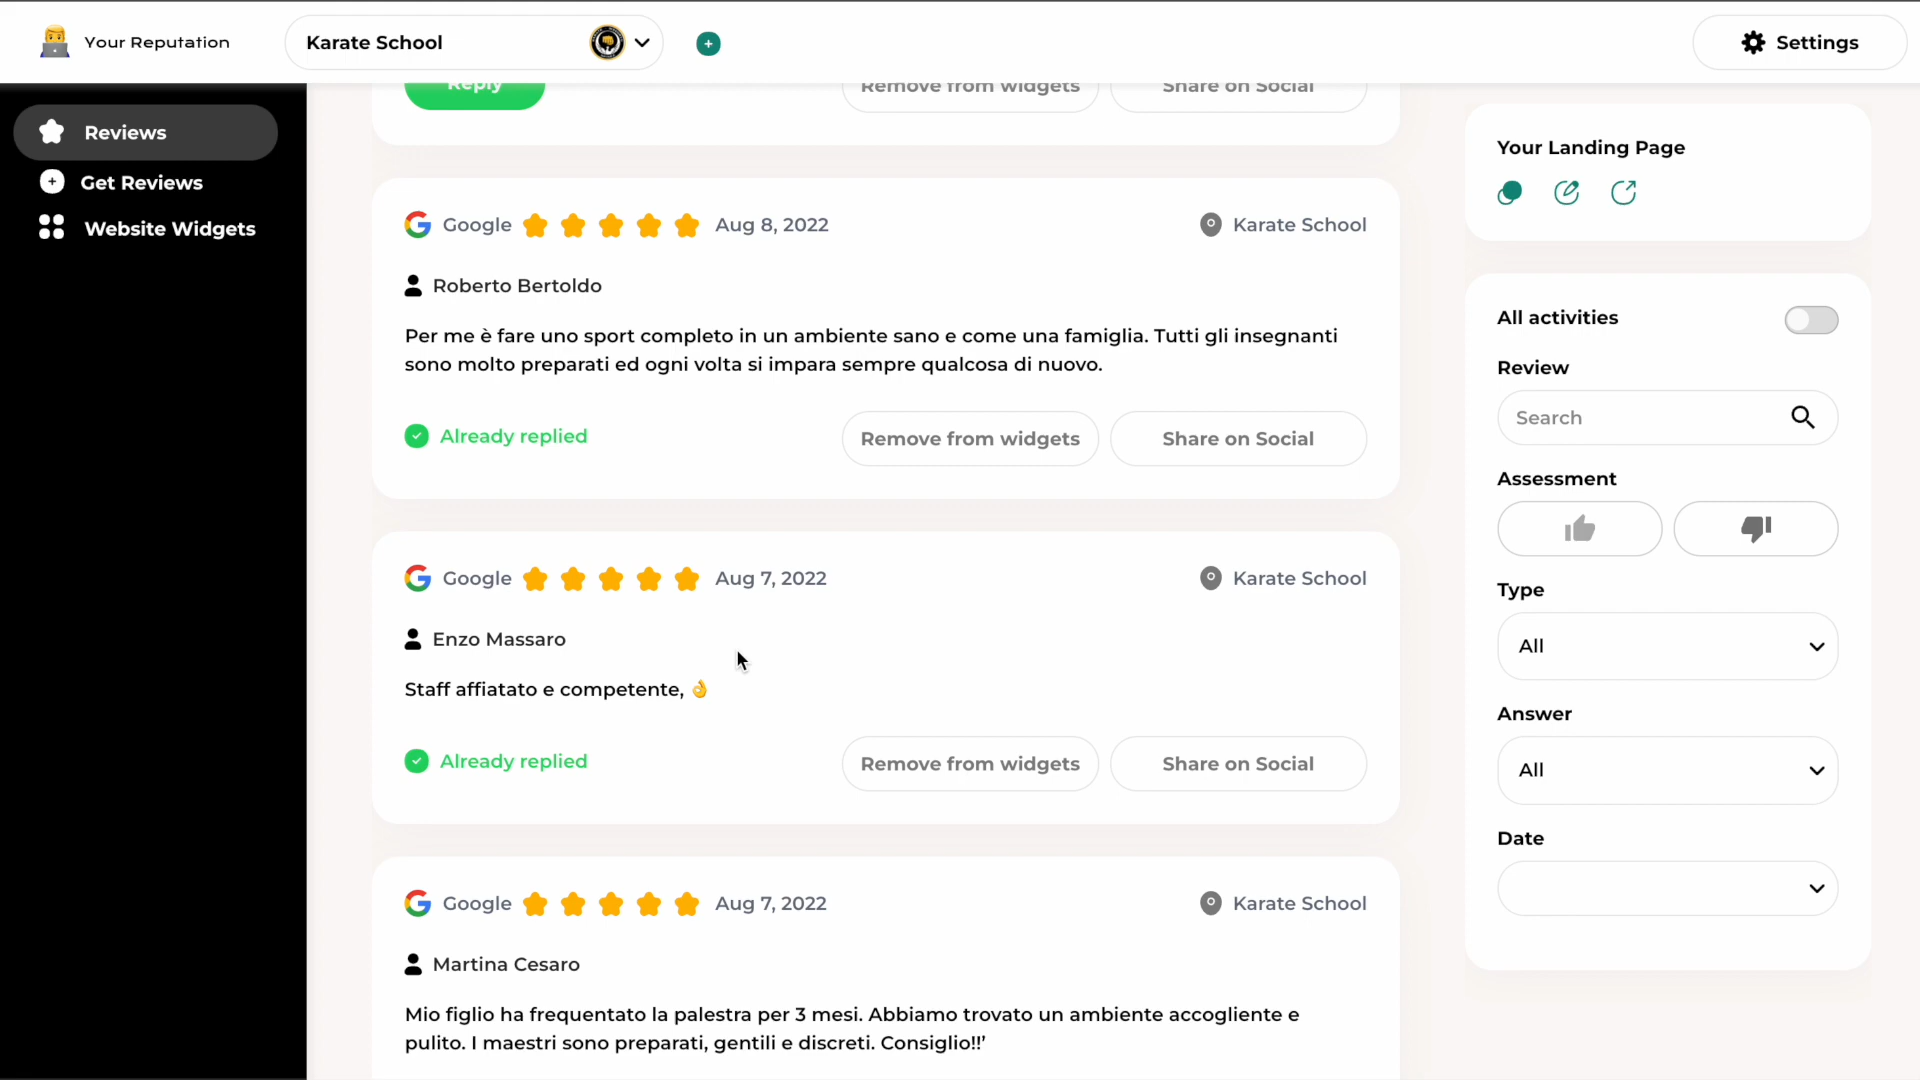 Your Reputation
Karate School
Settings
Reviews
Get Reviews
Website Widgets
Reply
Remove from widgets
Share on Social
Google
Aug 8, 2022
Karate School
Roberto Bertoldo
Per me è fare uno sport completo in un ambiente sano e come una famiglia. Tutti gli insegnanti
sono molto preparati ed ogni volta si impara sempre qualcosa di nuovo.
Already replied
Remove from widgets
Share on Social
Google
Aug 7, 2022
Karate School
Enzo Massaro
Staff affiatato e competente, 👌
Already replied
Remove from widgets
Share on Social
Google
Aug 7, 2022
Karate School
Martina Cesaro
Mio figlio ha frequentato la palestra per 3 mesi. Abbiamo trovato un ambiente accogliente e
pulito. I maestri sono preparati, gentili e discreti. Consiglio!!’
Your Landing Page
All activities
Review
Search
Assessment
Type
All
Answer
All
Date